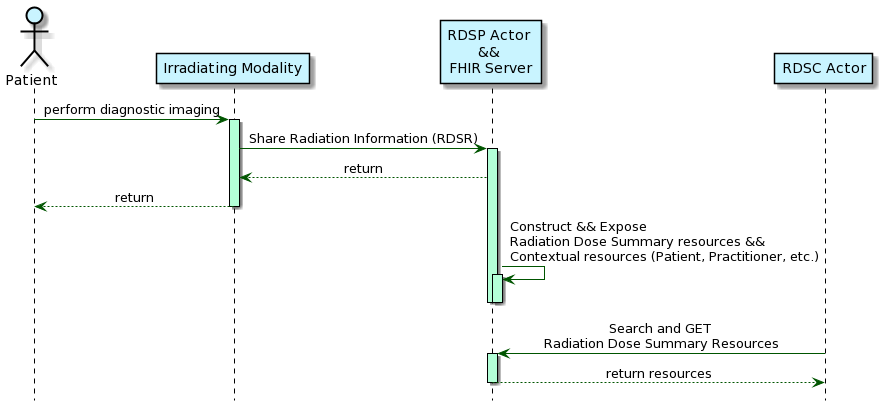 RDSP Actor
&&
FHIR Server
Patient
Irradiating Modality
RDSC Actor
perform diagnostic imaging
Share Radiation Information (RDSR)
return
return
Construct && Expose
Radiation Dose Summary resources &&
Contextual resources (Patient, Practitioner, etc.)
Search and GET
Radiation Dose Summary Resources
return resources